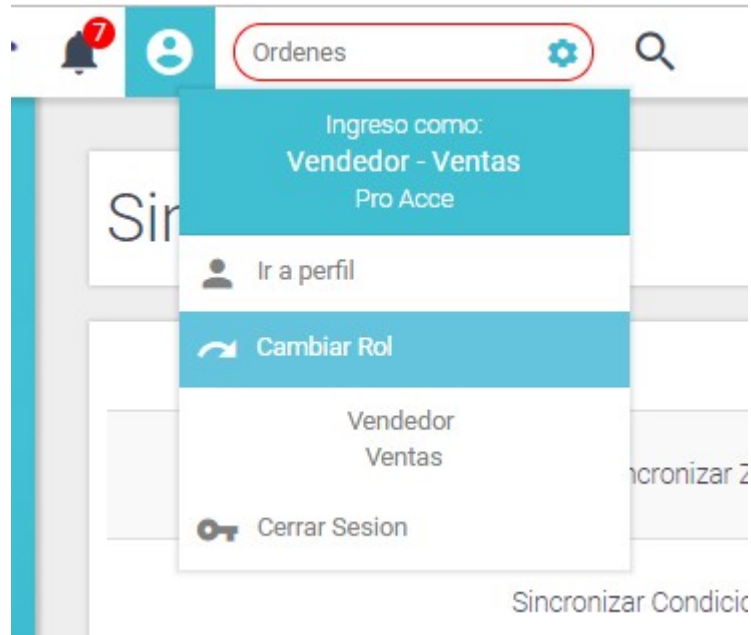 7
Ordenes
Ingreso como:
Vendedor - Ventas
Pro Acce
Sir
Ir a perfil
Cambiar Rol
Vendedor
Ventas
ncronizar Z
Cerrar Sesion
Sincronizar Condicio